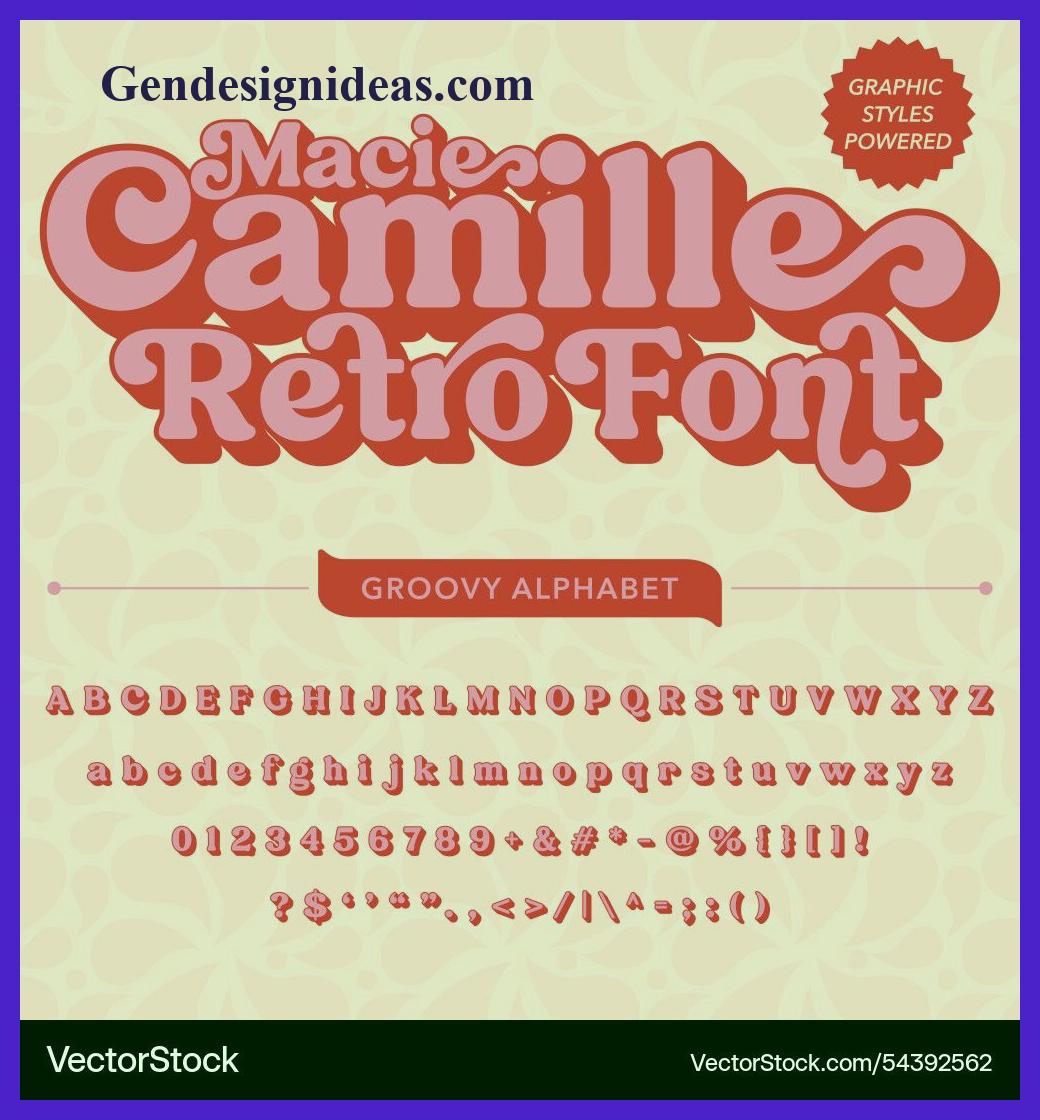 Gendesignideas.com
GRAPHIC
STYLES
POWERED
Macie
Camille
Retro Font
GROOVY ALPHABET
A B C D E F G H I J K L M N O P Q R S T U V W X Y Z
a b c d e f g h i j k l m n o p q r s t u v w x y z
0 1 2 3 4 5 6 7 8 9 + & # * - @ % { } [ ] !
? $ ‘ ’ “ ” . , < > / | \ ^ = ; : ( )
VectorStock
VectorStock.com/54392562